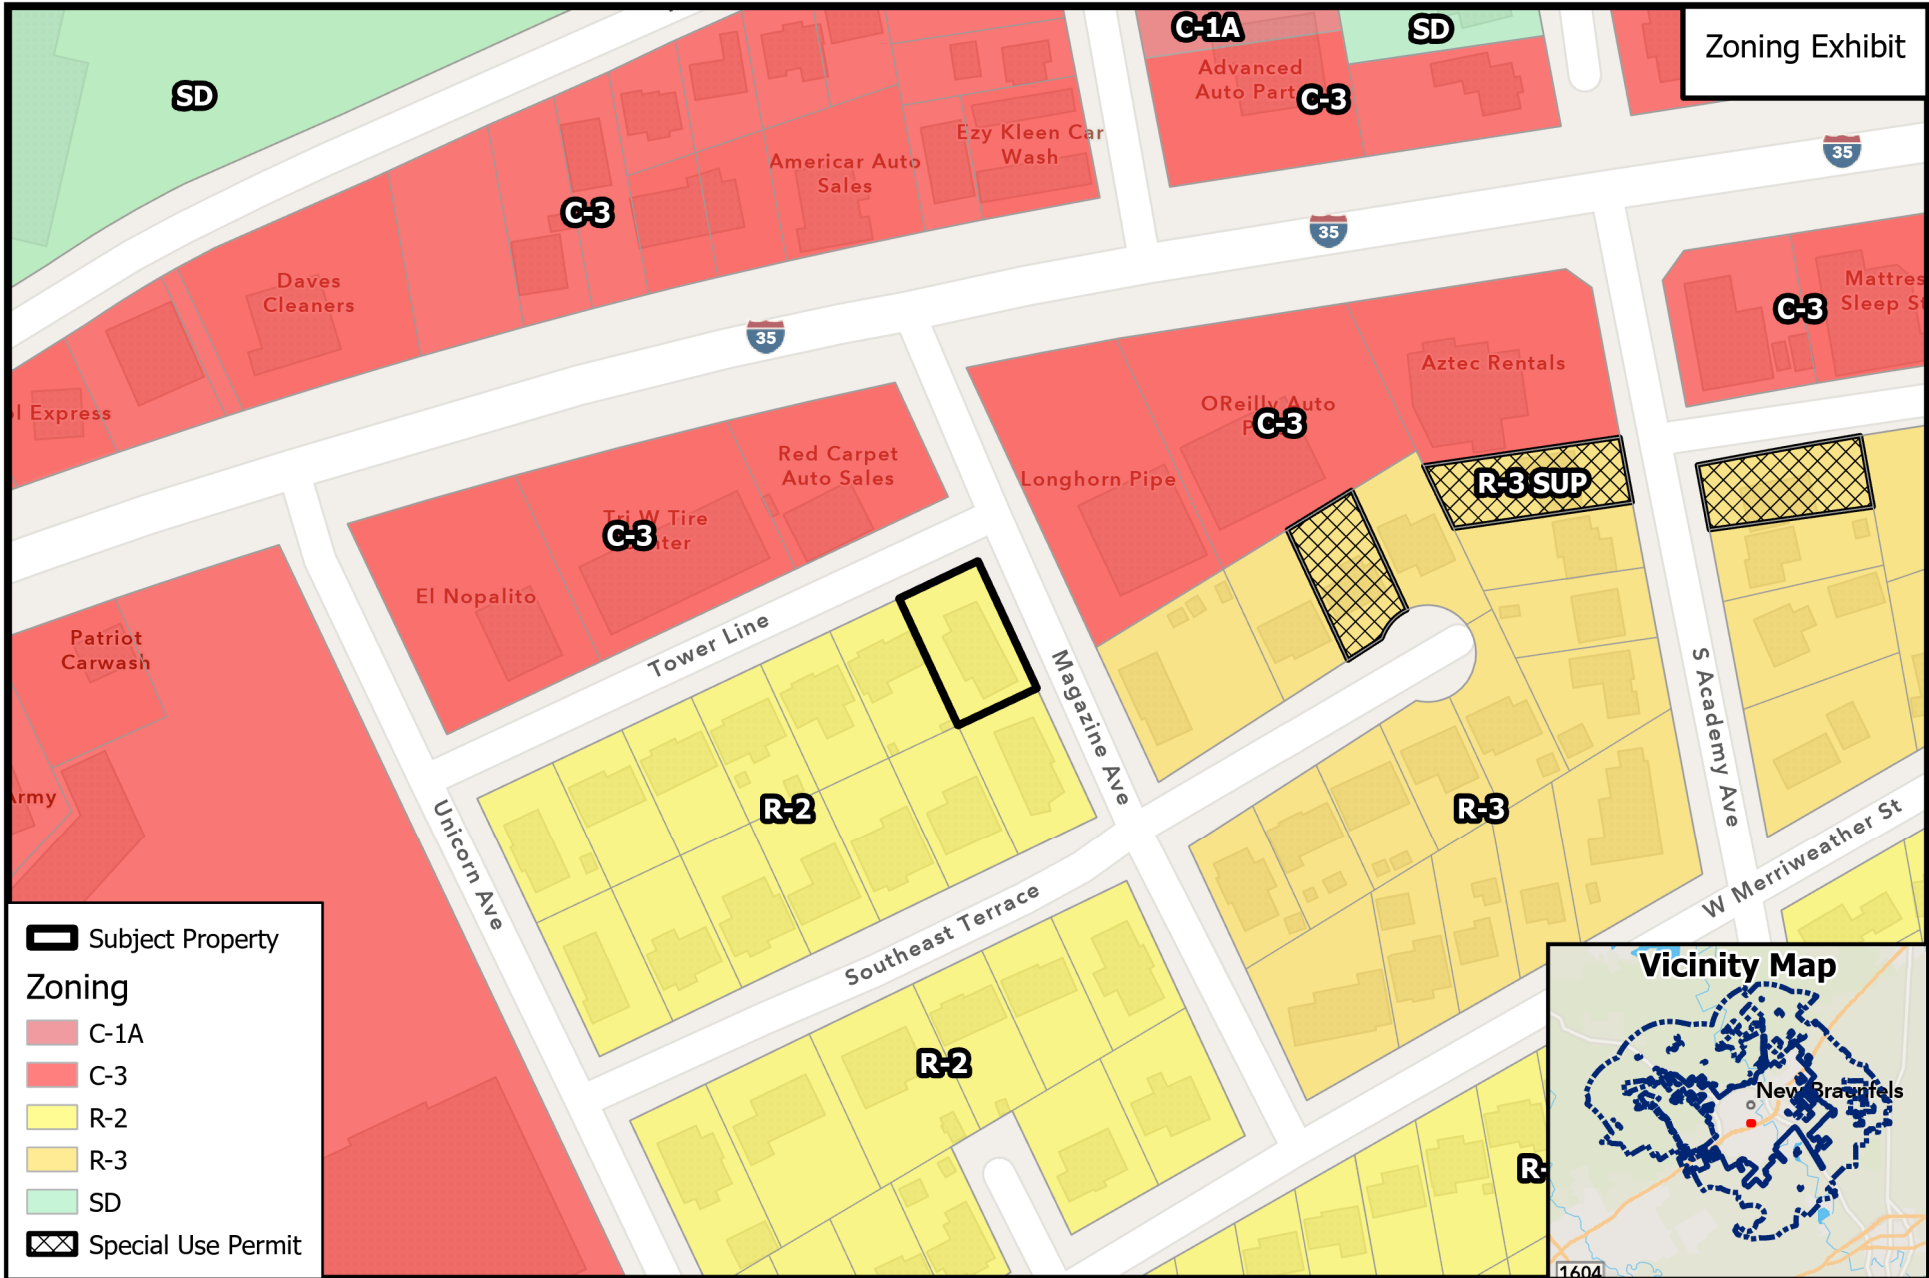 Zoning Exhibit
C-1A
SD
Advanced
Auto Part
C-3
SD
35
Ezy Kleen Car
Wash
American Auto
Sales
C-3
35
Daves
Cleaners
35
Mattres
Sleep St
C-3
l Express
Aztec Rentals
OReilly Auto
P
C-3
Red Carpet
Auto Sales
Longhorn Pipe
R-3 SUP
Tri W Tire
nter
C-3
El Nopalito
Tower Line
Patriot
Carwash
Magazine Ave
S Academy Ave
Army
Unicorn Ave
R-2
R-3
W Merriweather St
Southeast Terrace
R-2
R-
Subject Property
Zoning
C-1A
C-3
R-2
R-3
SD
Special Use Permit
Vicinity Map
New Braunfels
1604